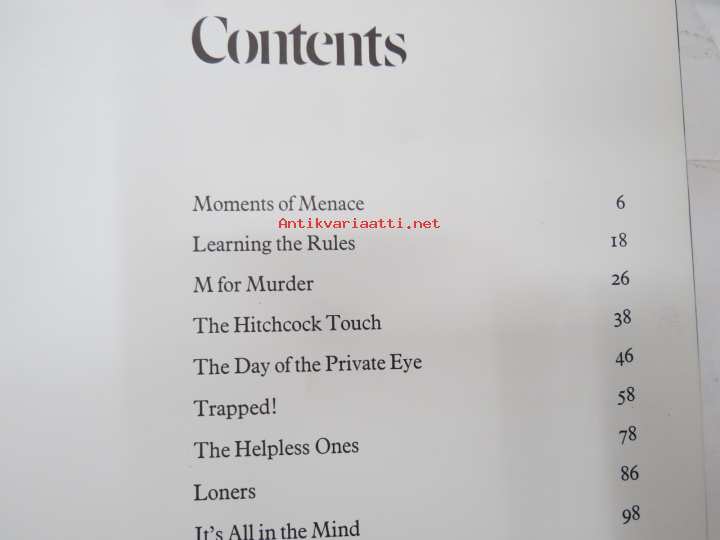 Contents
Moments of Menace 6
Antikvariaatti.net
Learning the Rules 18
M for Murder 26
The Hitchcock Touch 38
The Day of the Private Eye 46
Trapped! 58
The Helpless Ones 78
Loners 86
It's All in the Mind 98